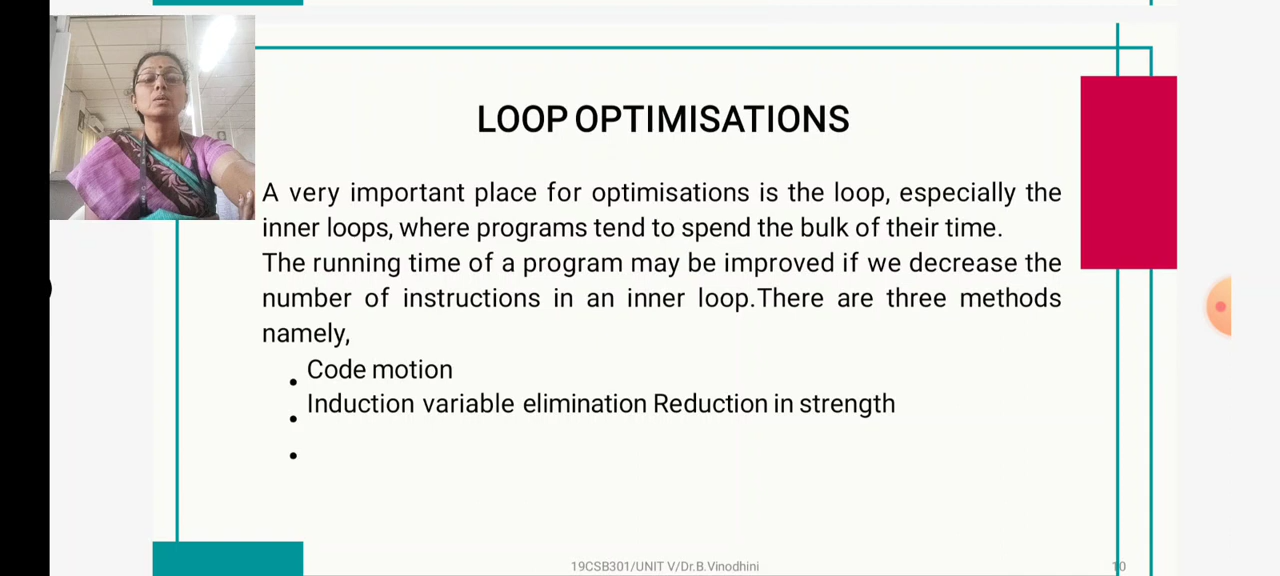 LOOP OPTIMISATIONS
A very important place for optimisations is the loop, especially the
inner loops, where programs tend to spend the bulk of their time.
The running time of a program may be improved if we decrease the
number of instructions in an inner loop.There are three methods
namely,
• Code motion
• Induction variable elimination Reduction in strength
•
19CSB301/UNIT V/Dr.B.Vinodhini
10